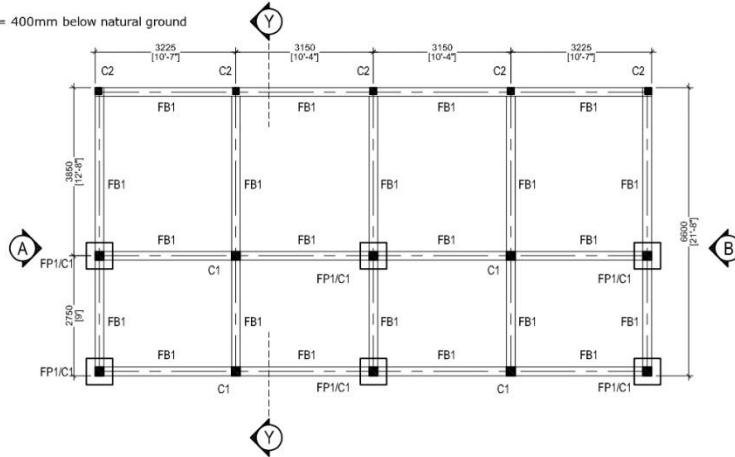 = 400mm below natural ground
Y
3225 3150 3150 3225
[10'-7"] [10'-4"] [10'-4"] [10'-7"]
C2 C2 C2 C2 C2
FB1 FB1 FB1 FB1
3850
[12'-8"]
FB1 FB1 FB1 FB1 FB1
6600
[21'-8"]
A FB1 FB1 FB1 FB1 B
FP1/C1 C1 FP1/C1 C1 FP1/C1
2750
[9']
FB1 FB1 FB1 FB1 FB1
FB1 FB1 FB1 FB1
FP1/C1 C1 FP1/C1 C1 FP1/C1
Y